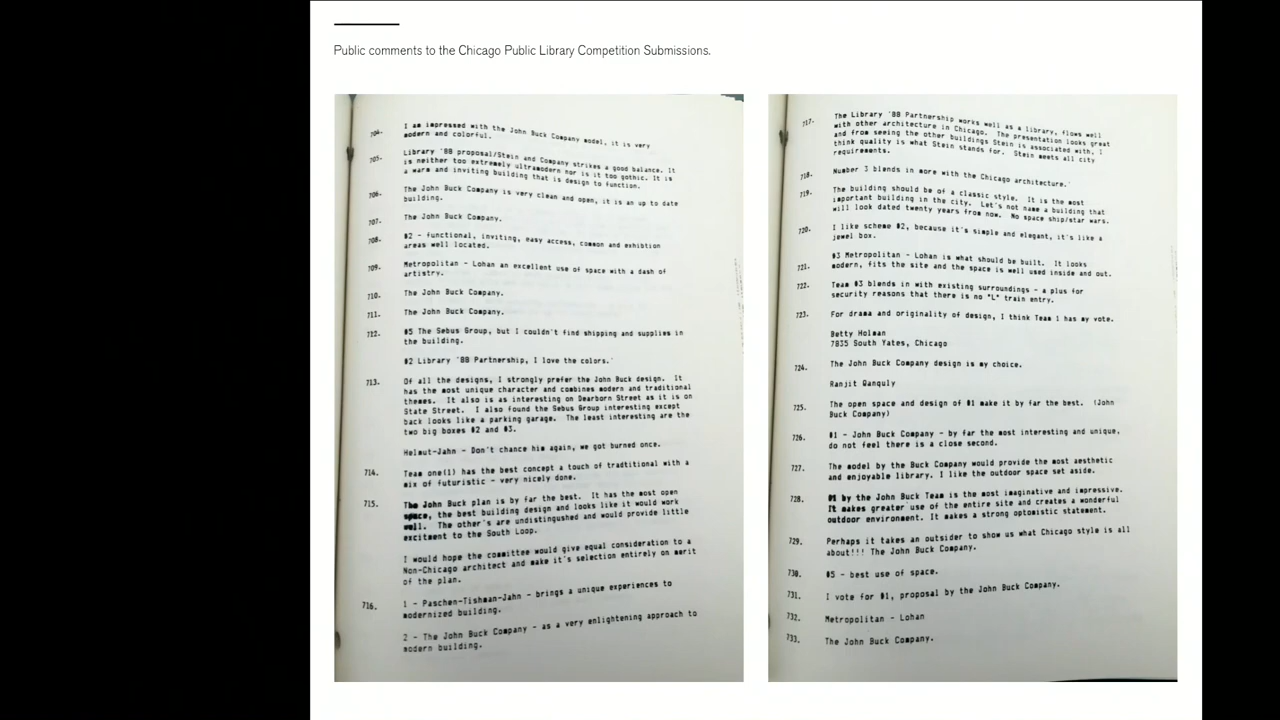 Public comments to the Chicago Public Library Competition Submissions.
704. I am impressed with the John Buck Company model, it is very
modern and colorful.
705. Library '88 proposal/Stein and Company strikes a good balance. It
is neither too extremely ultramodern nor is it too gothic. It is
a warm and inviting building that is design to function.
706. The John Buck Company is very clean and open, it is an up to date
building.
707. The John Buck Company.
708. #2 - functional, inviting, easy access, common and exhibtion
areas well located.
709. Metropolitan - Lohan an excellent use of space with a dash of
artistry.
710. The John Buck Company.
711. The John Buck Company.
712. #5 The Sebus Group, but I couldn't find shipping and supplies in
the building.
#2 Library '88 Partnership, I love the colors.'
713. Of all the designs, I strongly prefer the John Buck design. It
has the most unique character and combines modern and traditional
themes. It also is as interesting on Dearborn Street as it is on
State Street. I also found the Sebus Group interesting except
back looks like a parking garage. The least interesting are the
two big boxes #2 and #3.
Helmut-Jahn - Don't chance him again, we got burned once.
714. Team one(1) has the best concept a touch of tradtitional with a
mix of futuristic - very nicely done.
715. The John Buck plan is by far the best. It has the most open
space, the best building design and looks like it would work
well. The other's are undistingushed and would provide little
excitment to the South Loop.
I would hope the committee would give equal consideration to a
Non-Chicago architect and make it's selection entirely on merit
of the plan.
716. 1 - Paschen-Tishman-Jahn - brings a unique experiences to
modernized building.
2 - The John Buck Company - as a very enlightening approach to
modern building.
717. The Library '88 Partnership works well as a library, flows well
with other architecture in Chicago. The presentation looks great
and from seeing the other buildings Stein is associated with, I
think quality is what Stein stands for. Stein meets all city
requirements.
718. Number 3 blends in more with the Chicago architecture.'
719. The building should be of a classic style. It is the most
important building in the city. Let's not name a building that
will look dated twenty years from now. No space ship/star wars.
720. I like scheme #2, because it's simple and elegant, it's like a
jewel box.
721. #3 Metropolitan - Lohan is what should be built. It looks
modern, fits the site and the space is well used inside and out.
722. Team #3 blends in with existing surroundings - a plus for
security reasons that there is no "L" train entry.
723. For drama and originality of design, I think Team 1 has my vote.
Betty Holman
7835 South Yates, Chicago
724. The John Buck Company design is my choice.
Ranjit Qanquly
725. The open space and design of #1 make it by far the best. (John
Buck Company)
726. #1 - John Buck Company - by far the most interesting and unique,
do not feel there is a close second.
727. The model by the Buck Company would provide the most aesthetic
and enjoyable library. I like the outdoor space set aside.
728. #1 by the John Buck Team is the most imaginative and impressive.
It makes greater use of the entire site and creates a wonderful
outdoor environment. It makes a strong optomistic statement.
729. Perhaps it takes an outsider to show us what Chicago style is all
about!!! The John Buck Company.
730. #5 - best use of space.
731. I vote for #1, proposal by the John Buck Company.
732. Metropolitan - Lohan
733. The John Buck Company.